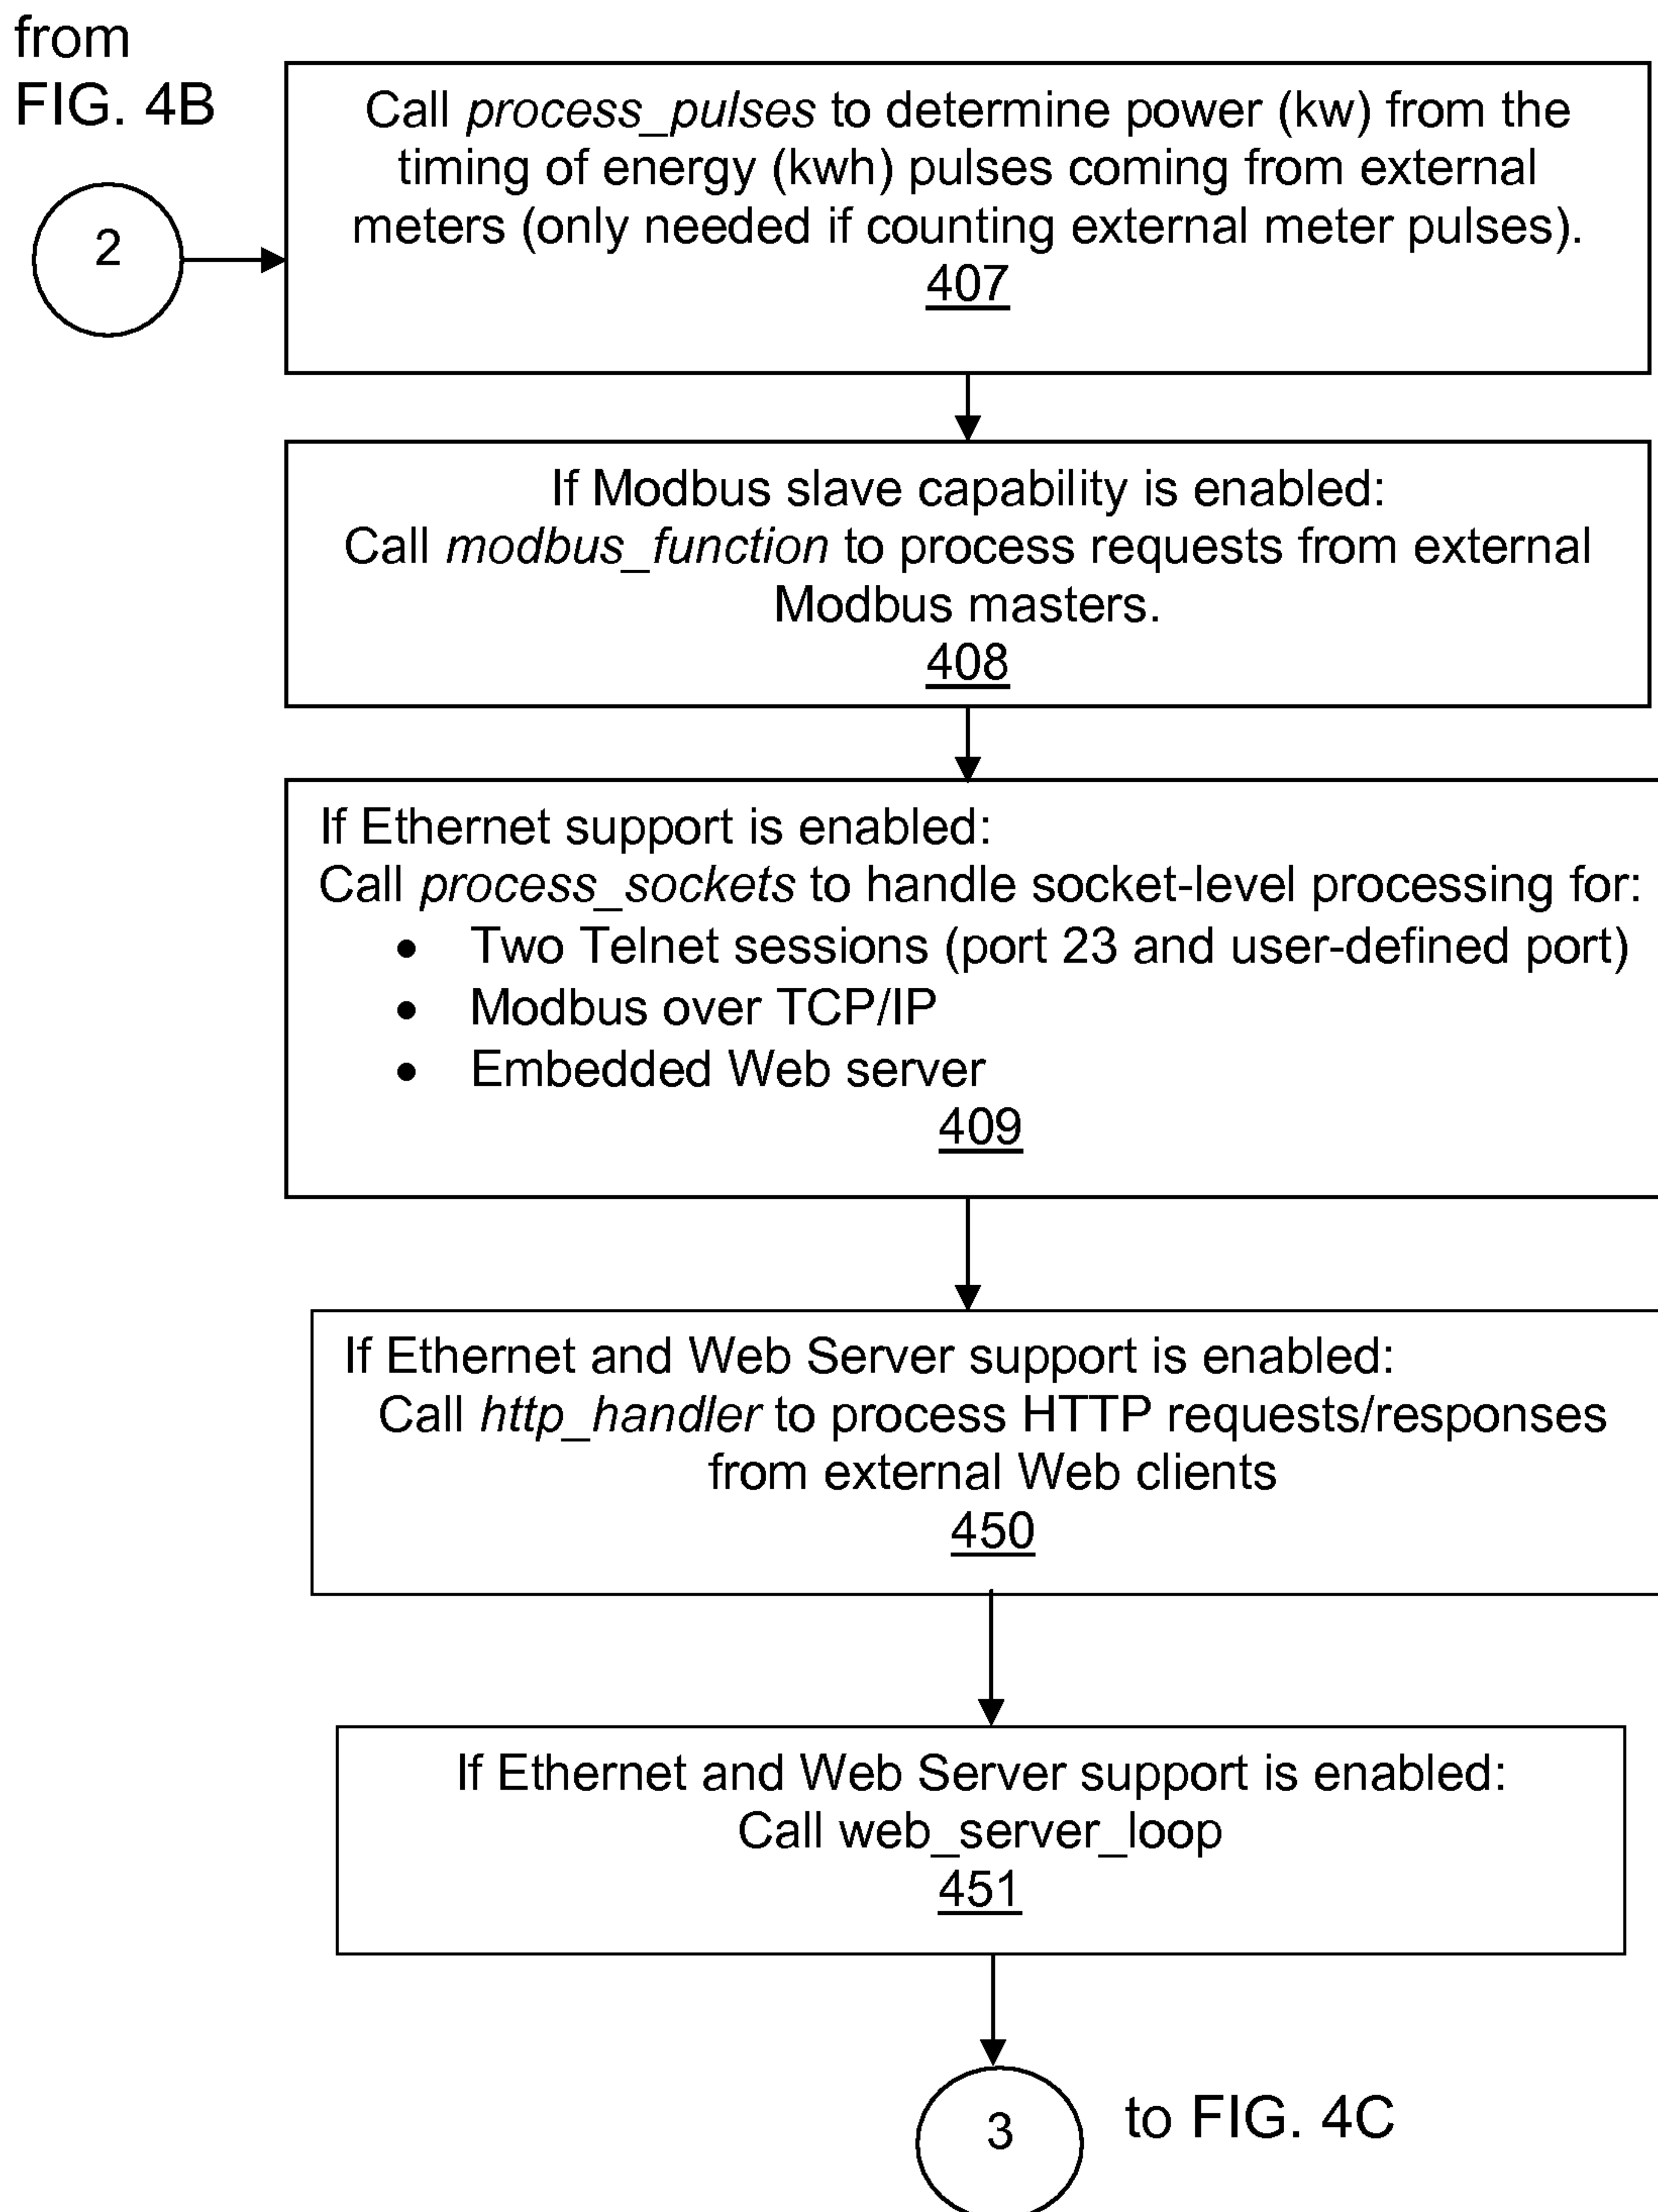 from
FIG. 4B
2
Call process_pulses to determine power (kw) from the
timing of energy (kwh) pulses coming from external
meters (only needed if counting external meter pulses).
407
If Modbus slave capability is enabled:
Call modbus_function to process requests from external
Modbus masters.
408
If Ethernet support is enabled:
Call process_sockets to handle socket-level processing for:
• Two Telnet sessions (port 23 and user-defined port)
• Modbus over TCP/IP
• Embedded Web server
409
If Ethernet and Web Server support is enabled:
Call http_handler to process HTTP requests/responses
from external Web clients
450
If Ethernet and Web Server support is enabled:
Call web_server_loop
451
3
to FIG. 4C